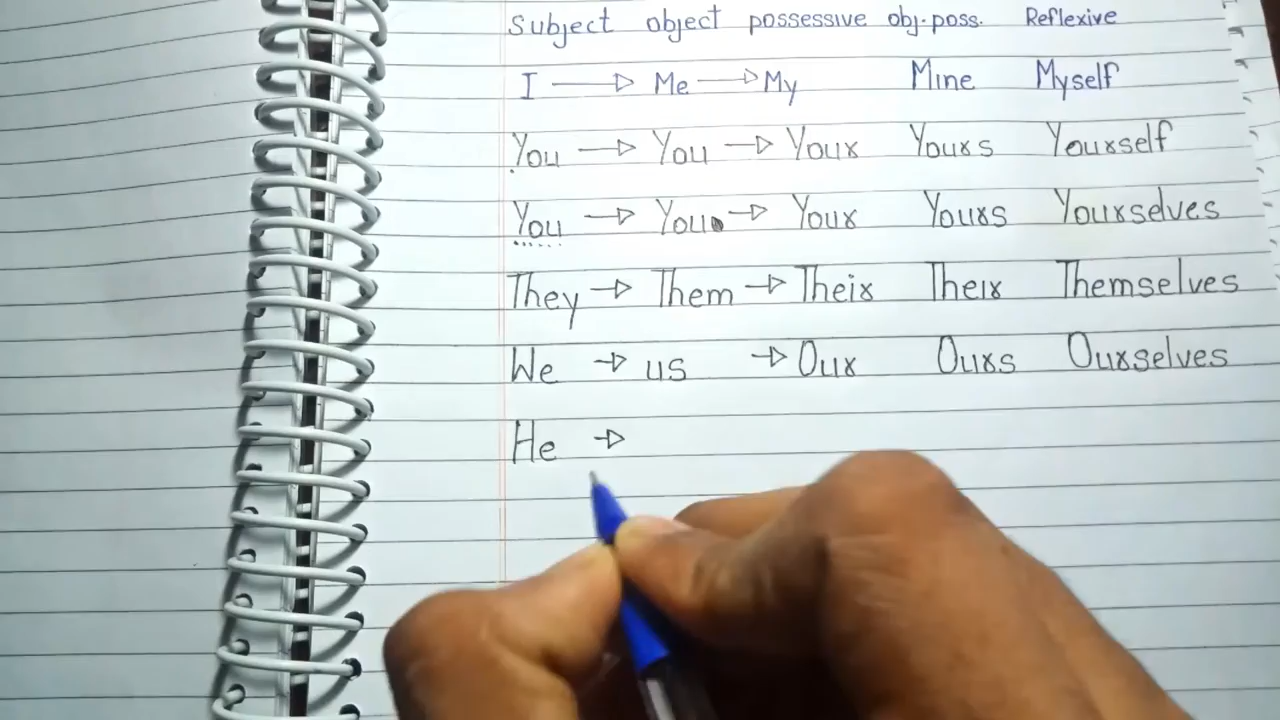 Subject object possessive obj.poss. Reflexive
I → Me → My Mine Myself
You → You → Your Yours Yourself
You → You → Your Yours Yourselves
They → Them → Their Their Themselves
We → us → Our Ours Ourselves
He →